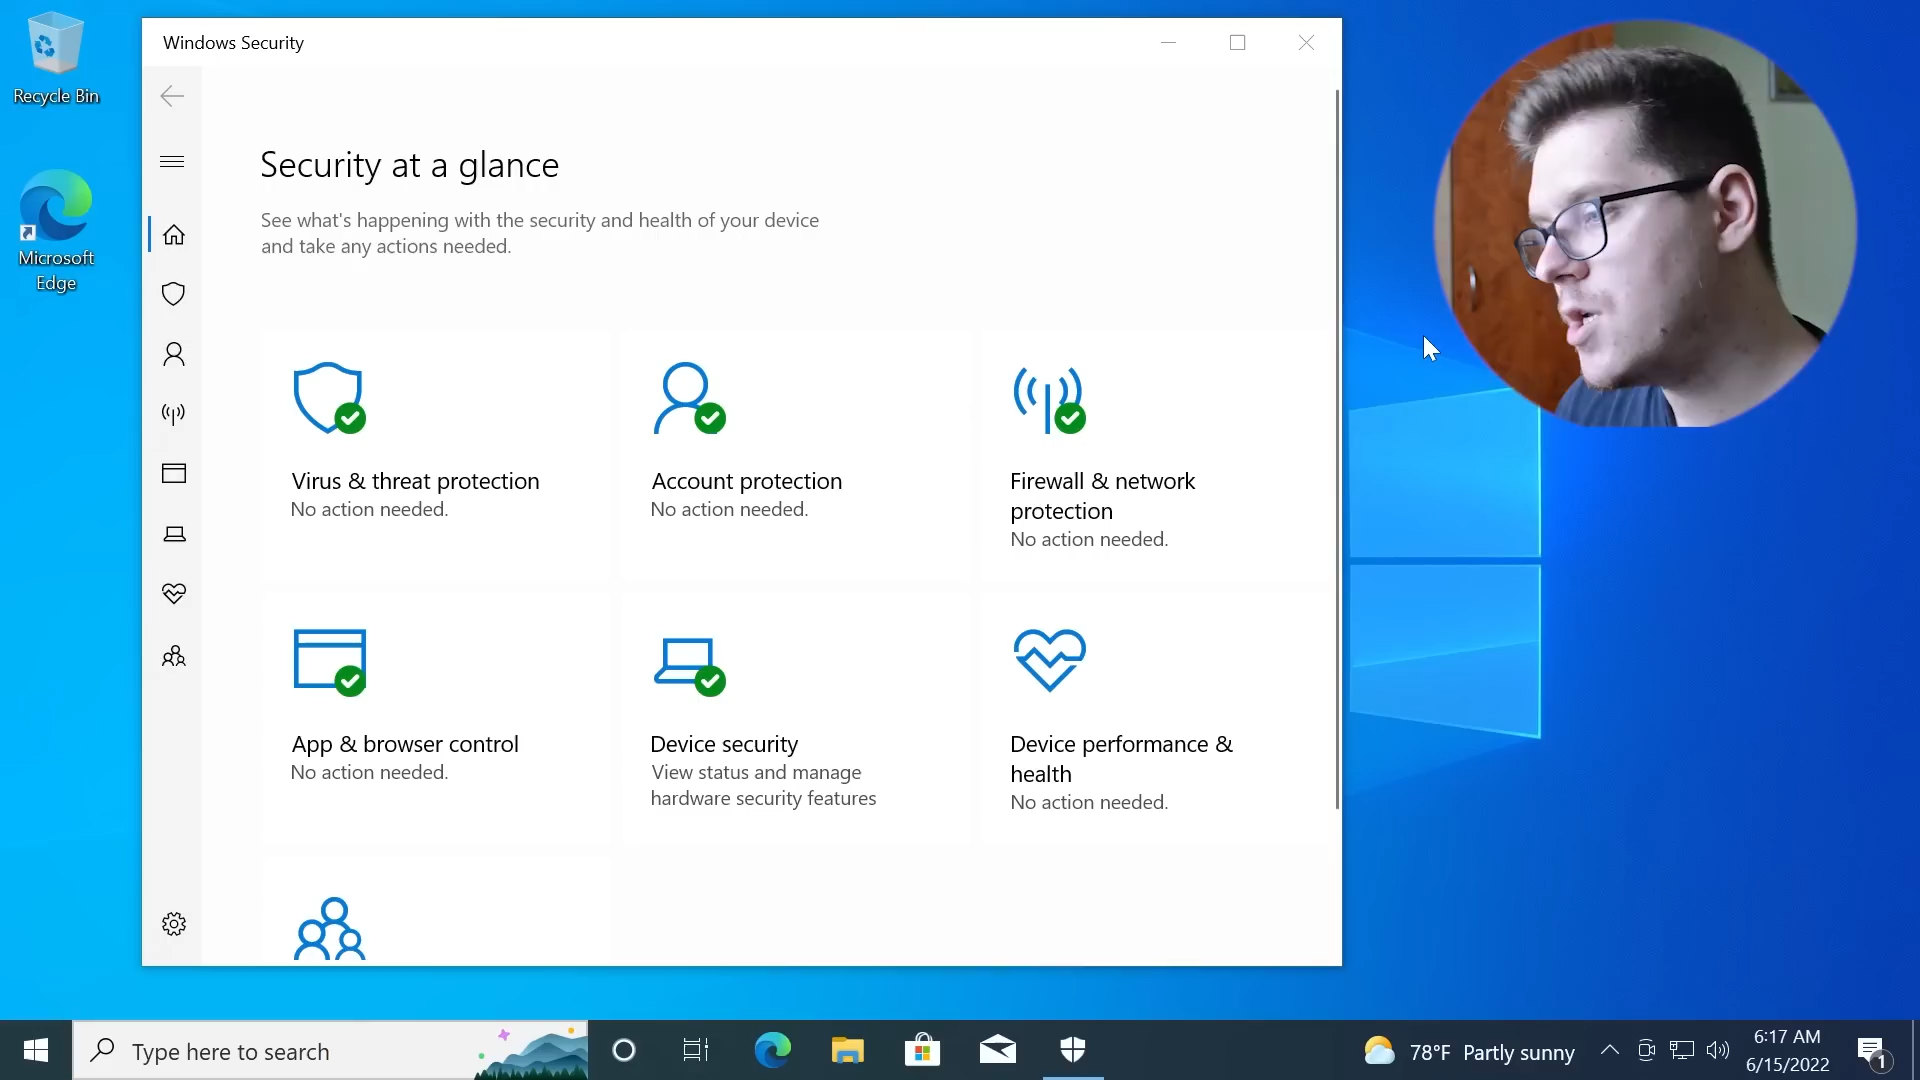 Recycle Bin
Microsoft
Edge
Windows Security
Security at a glance
See what's happening with the security and health of your device
and take any actions needed.
Virus & threat protection
No action needed.
Account protection
No action needed.
Firewall & network
protection
No action needed.
App & browser control
No action needed.
Device security
View status and manage
hardware security features
Device performance &
health
No action needed.
Type here to search
78°F Partly sunny
6:17 AM
6/15/2022
1